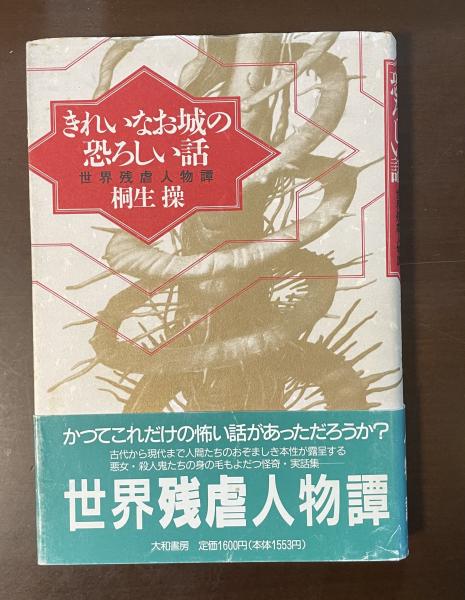 きれいなお城の
恐ろしい話
世界残虐人物譚
桐生 操
恐ろしい話
かつてこれだけの怖い話があっただろうか?
古代から現代まで人間たちのおぞましき本性が露呈する
悪女・殺人鬼たちの身の毛もよだつ怪奇・実話集――
世界残虐人物譚
大和書房 定価1600円(本体1553円)